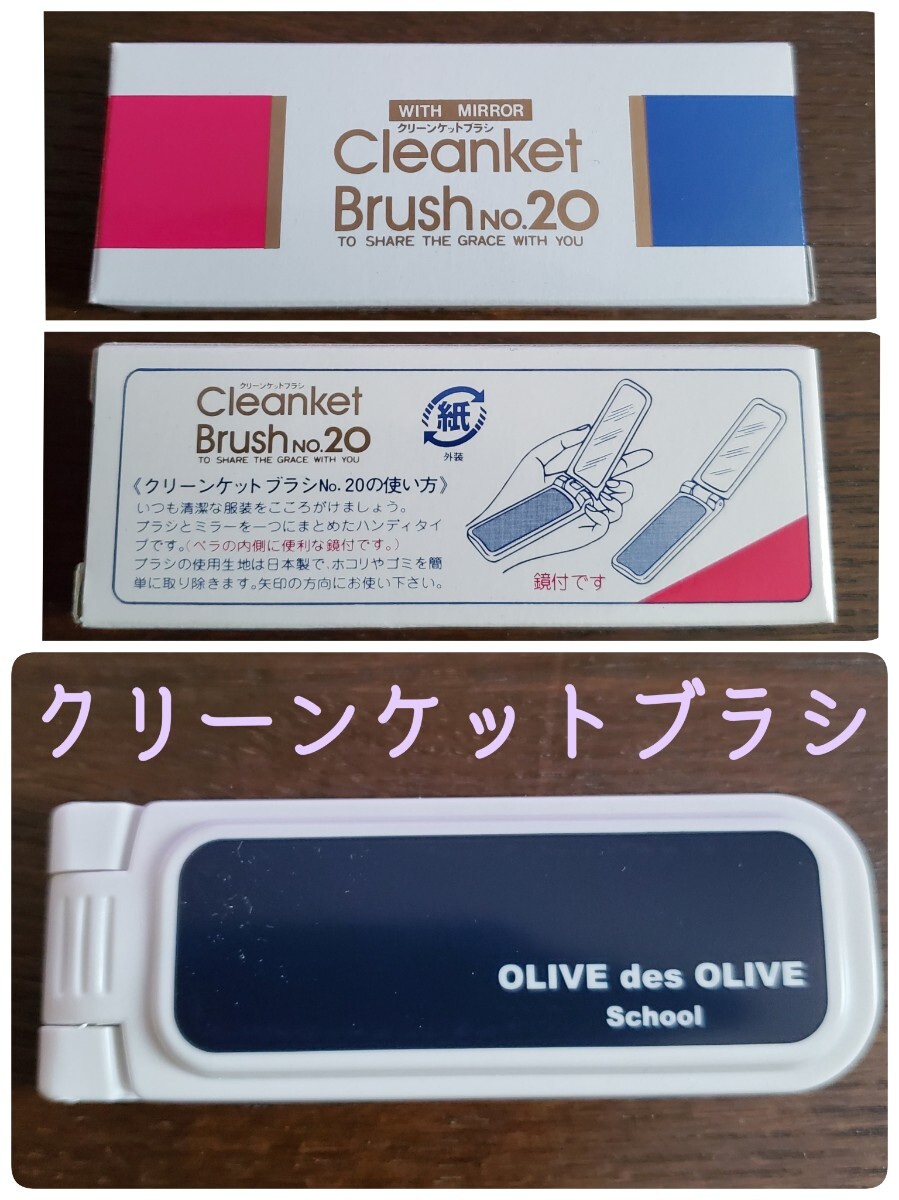 WITH MIRROR
クリーンケットブラシ
Cleanket
Brush No.20
TO SHARE THE GRACE WITH YOU
クリーンケットブラシ
Cleanket
Brush No.20
TO SHARE THE GRACE WITH YOU
紙
外装
《クリーンケットブラシNo.20の使い方》
いつも清潔な服装をこころがけましょう。
ブラシとミラーを一つにまとめたハンディタイ
プです。(ベラの内側に便利な鏡付です。)
ブラシの使用生地は日本製で、ホコリやゴミを簡
単に取り除きます。矢印の方向にお使い下さい。
鏡付です
クリーンケットブラシ
OLIVE des OLIVE
School